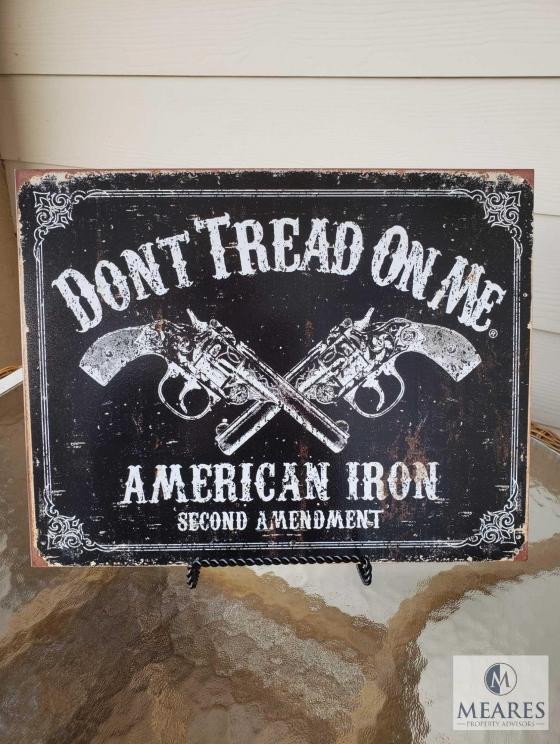 DONT TREAD ON ME
®
AMERICAN IRON
SECOND AMENDMENT
M
MEARES
PROPERTY ADVISORS